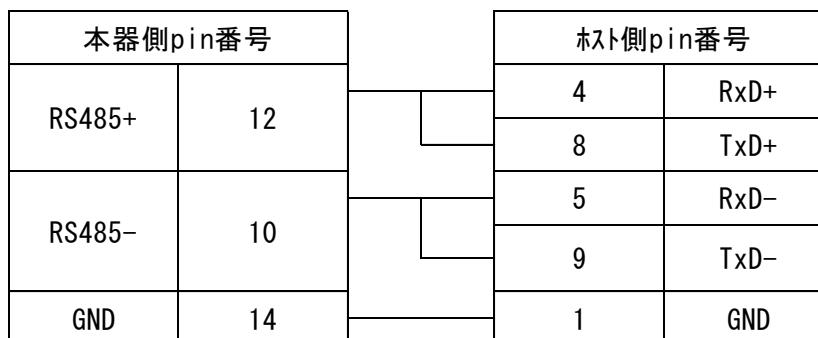 本器側pin番号 ﾎｽﾄ側pin番号
RS485+ 12 4 RxD+
8 TxD+
RS485- 10 5 RxD-
9 TxD-
GND 14 1 GND